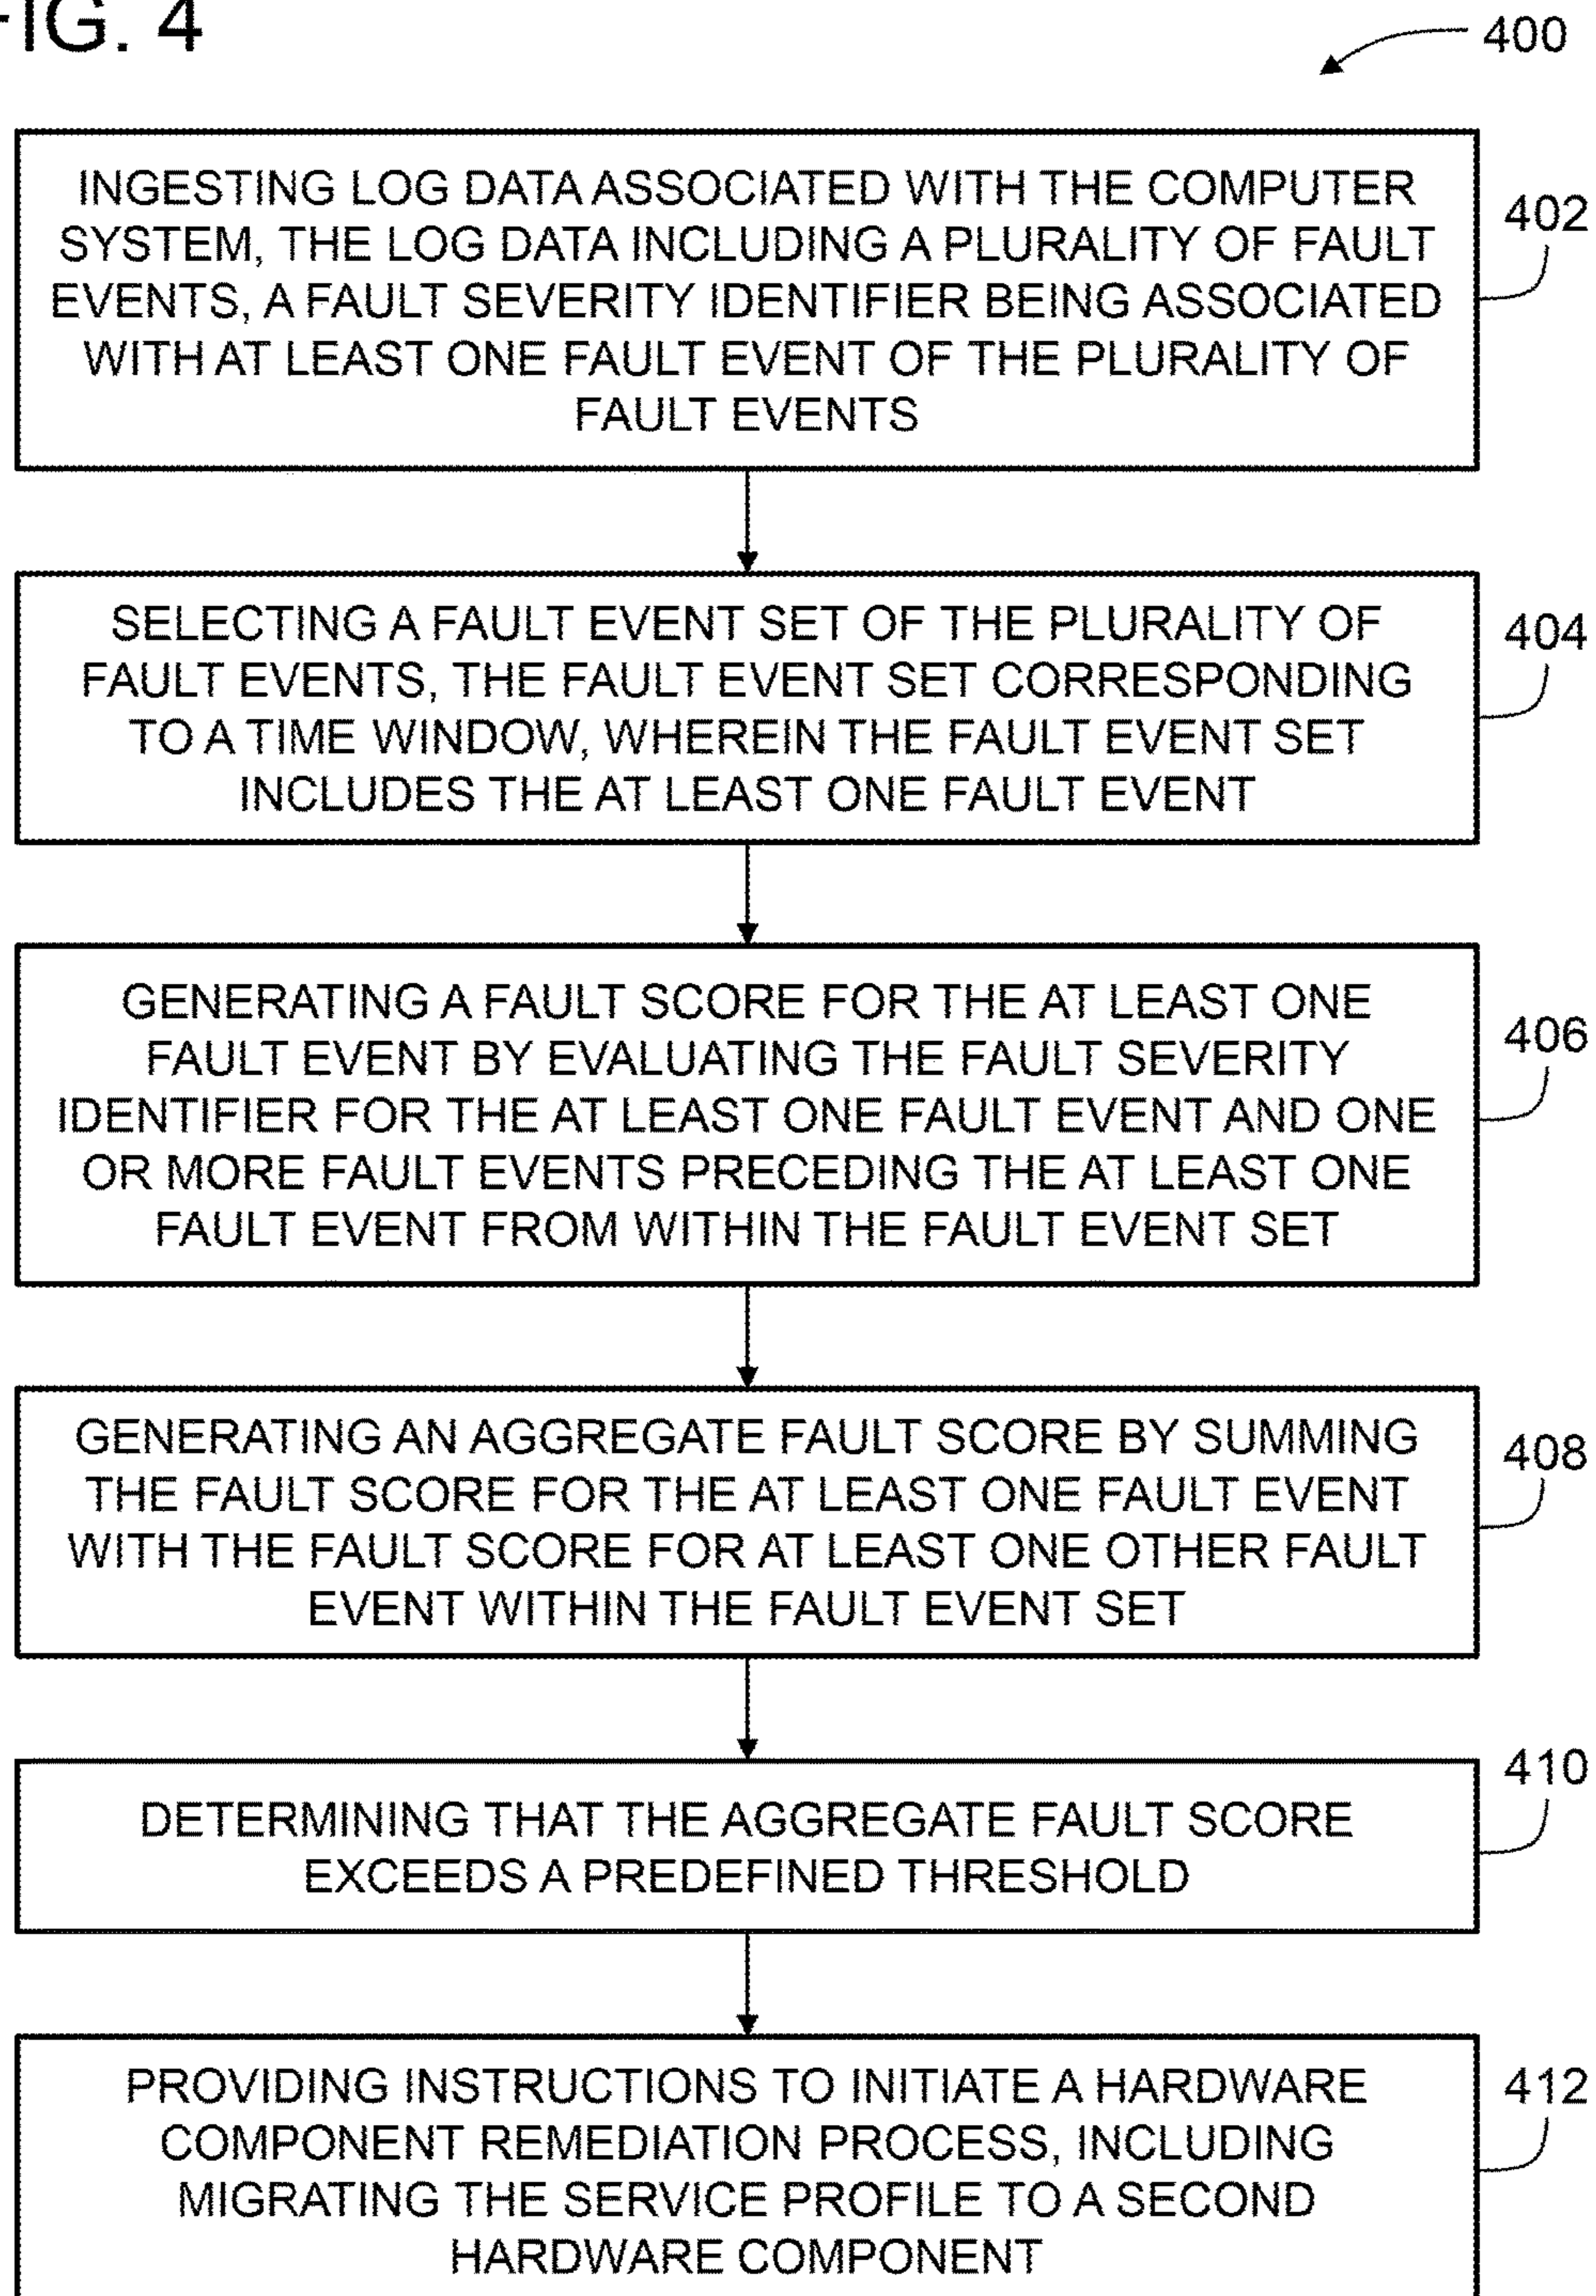 FIG. 4
400
INGESTING LOG DATA ASSOCIATED WITH THE COMPUTER
SYSTEM, THE LOG DATA INCLUDING A PLURALITY OF FAULT
EVENTS, A FAULT SEVERITY IDENTIFIER BEING ASSOCIATED
WITH AT LEAST ONE FAULT EVENT OF THE PLURALITY OF
FAULT EVENTS
402
SELECTING A FAULT EVENT SET OF THE PLURALITY OF
FAULT EVENTS, THE FAULT EVENT SET CORRESPONDING
TO A TIME WINDOW, WHEREIN THE FAULT EVENT SET
INCLUDES THE AT LEAST ONE FAULT EVENT
404
GENERATING A FAULT SCORE FOR THE AT LEAST ONE
FAULT EVENT BY EVALUATING THE FAULT SEVERITY
IDENTIFIER FOR THE AT LEAST ONE FAULT EVENT AND ONE
OR MORE FAULT EVENTS PRECEDING THE AT LEAST ONE
FAULT EVENT FROM WITHIN THE FAULT EVENT SET
406
GENERATING AN AGGREGATE FAULT SCORE BY SUMMING
THE FAULT SCORE FOR THE AT LEAST ONE FAULT EVENT
WITH THE FAULT SCORE FOR AT LEAST ONE OTHER FAULT
EVENT WITHIN THE FAULT EVENT SET
408
DETERMINING THAT THE AGGREGATE FAULT SCORE
EXCEEDS A PREDEFINED THRESHOLD
410
PROVIDING INSTRUCTIONS TO INITIATE A HARDWARE
COMPONENT REMEDIATION PROCESS, INCLUDING
MIGRATING THE SERVICE PROFILE TO A SECOND
HARDWARE COMPONENT
412